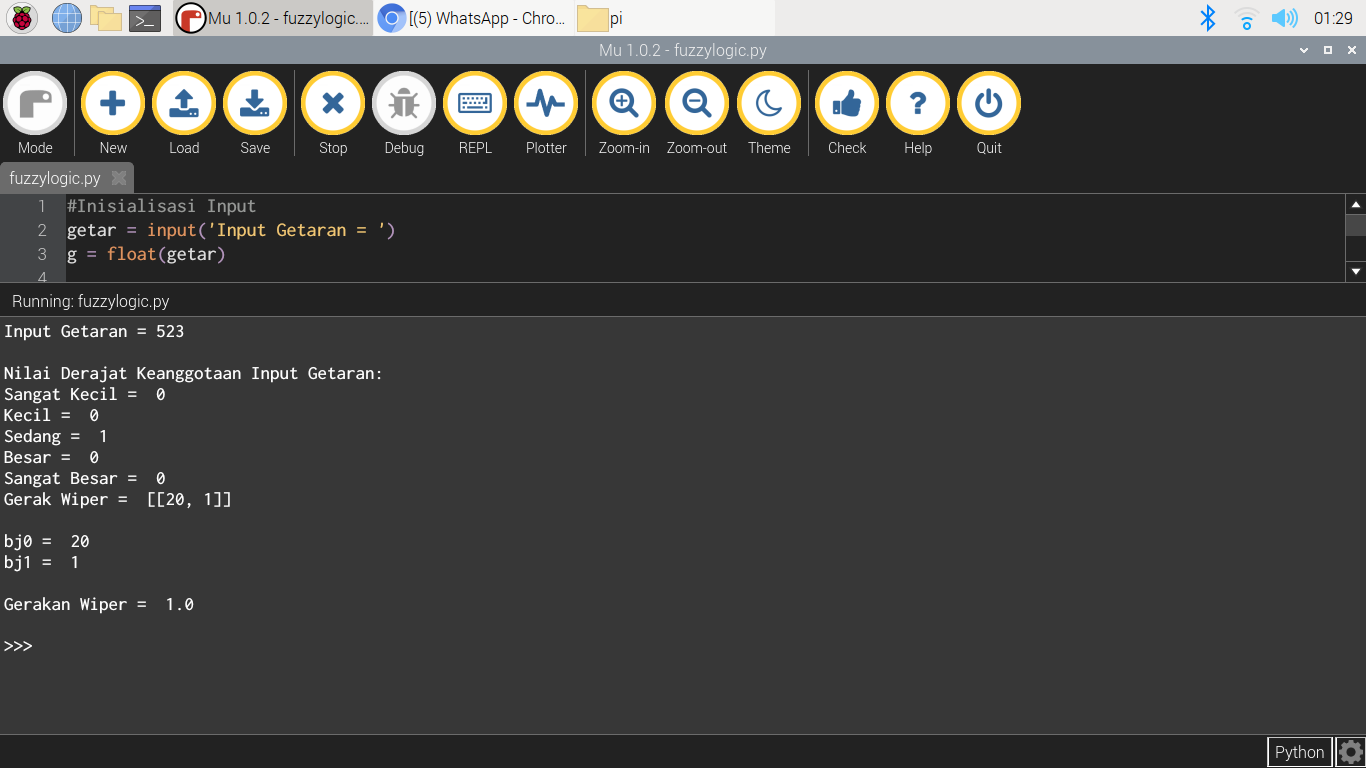 Mu 1.0.2 - fuzzylogic.... [(5) WhatsApp - Chro... pi 01:29
Mu 1.0.2 - fuzzylogic.py
Mode New Load Save Stop Debug REPL Plotter Zoom-in Zoom-out Theme Check Help Quit
fuzzylogic.py
1 #Inisialisasi Input
2 getar = input('Input Getaran = ')
3 g = float(getar)
4
Running: fuzzylogic.py
Input Getaran = 523
Nilai Derajat Keanggotaan Input Getaran:
Sangat Kecil =  0
Kecil =  0
Sedang =  1
Besar =  0
Sangat Besar =  0
Gerak Wiper =  [[20, 1]]
bj0 =  20
bj1 =  1
Gerakan Wiper =  1.0
>>>
Python